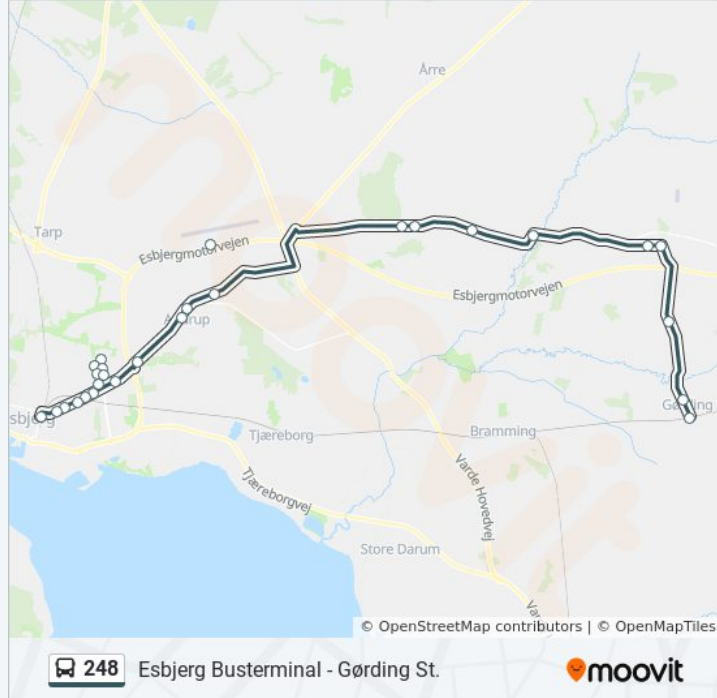 Årre
Tarp
Esbjergmotorvejen
Esbjergmotorvejen
Gørding
Tjæreborg
Bramming
Varde Hovedvej
Tjæreborgvej
Store Darum
© OpenStreetMap contributors | © OpenMapTiles
248 Esbjerg Busterminal - Gørding St.
moovit